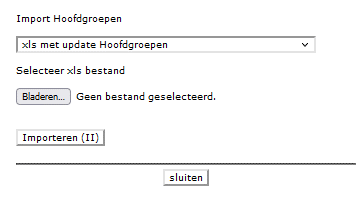 Import Hoofdgroepen
xls met update Hoofdgroepen
Selecteer xls bestand
Bladeren... Geen bestand geselecteerd.
Importeren (II)
sluiten